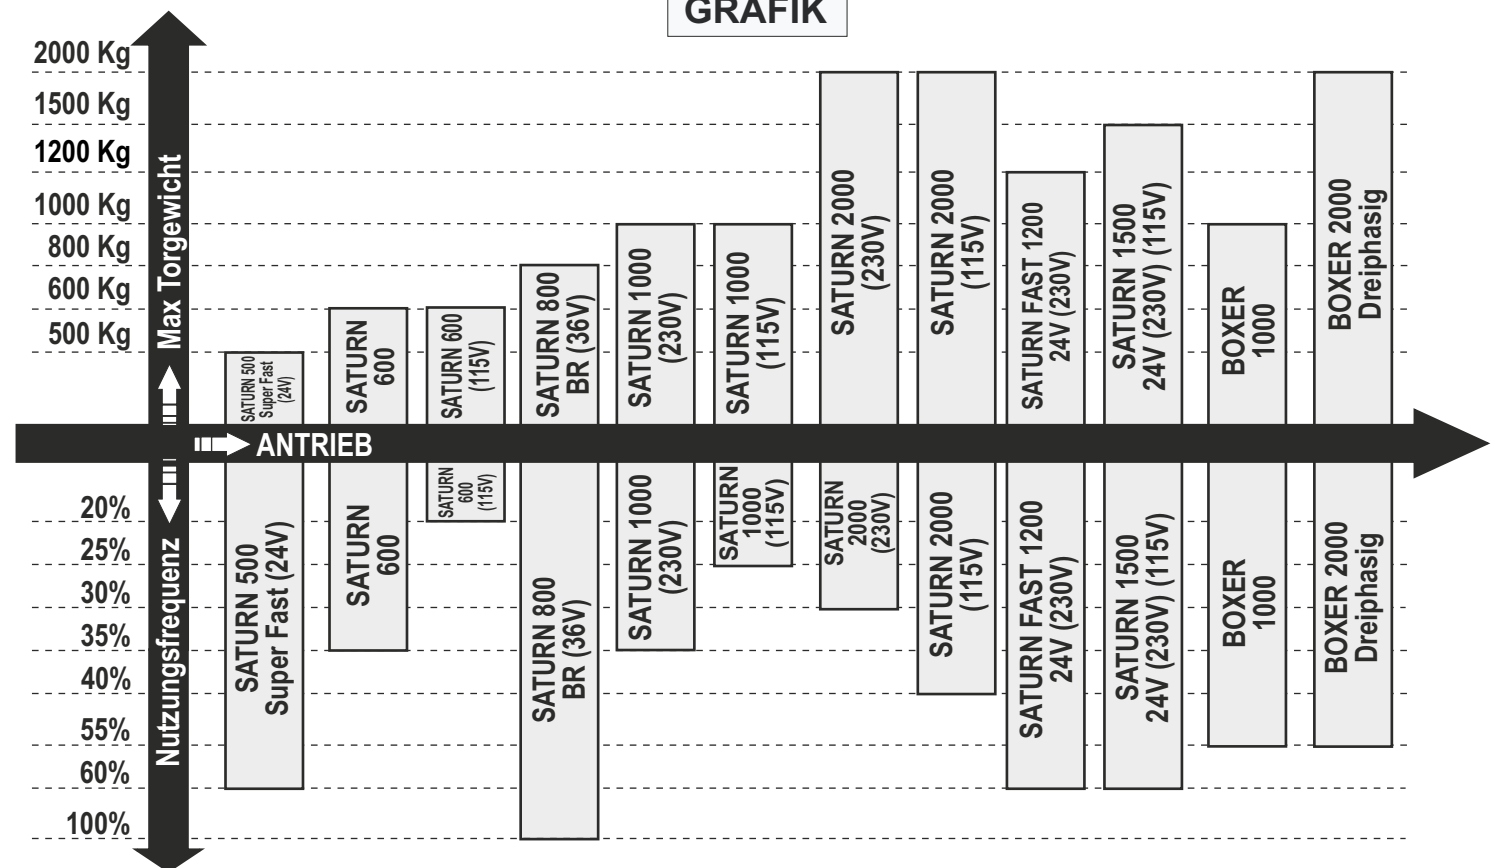 GRAFIK
2000 Kg
1500 Kg
1200 Kg
1000 Kg
800 Kg
600 Kg
500 Kg
Max Torgewicht
SATURN 500
Super Fast
(24V)
SATURN
600
SATURN 600
(115V)
SATURN 800
BR (36V)
SATURN 1000
(230V)
SATURN 1000
(115V)
SATURN 2000
(230V)
SATURN 2000
(115V)
SATURN FAST 1200
24V (230V)
SATURN 1500
24V (230V) (115V)
BOXER
1000
BOXER 2000
Dreiphasig
ANTRIEB
20%
25%
30%
35%
40%
55%
60%
100%
Nutzungsfrequenz
SATURN 500
Super Fast (24V)
SATURN
600
SATURN
600
(115V)
SATURN 800
BR (36V)
SATURN 1000
(230V)
SATURN
1000
(115V)
SATURN
2000
(230V)
SATURN 2000
(115V)
SATURN FAST 1200
24V (230V)
SATURN 1500
24V (230V) (115V)
BOXER
1000
BOXER 2000
Dreiphasig